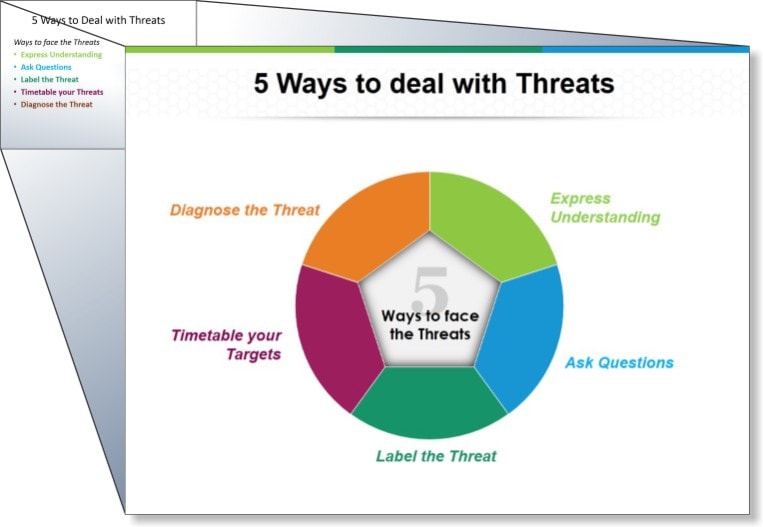 5 Ways to Deal with Threats
Ways to face the Threats
• Express Understanding
• Ask Questions
• Label the Threat
• Timetable your Threats
• Diagnose the Threat
5 Ways to deal with Threats
Diagnose the Threat
Express
Understanding
5
Ways to face
the Threats
Timetable your
Targets
Ask Questions
Label the Threat